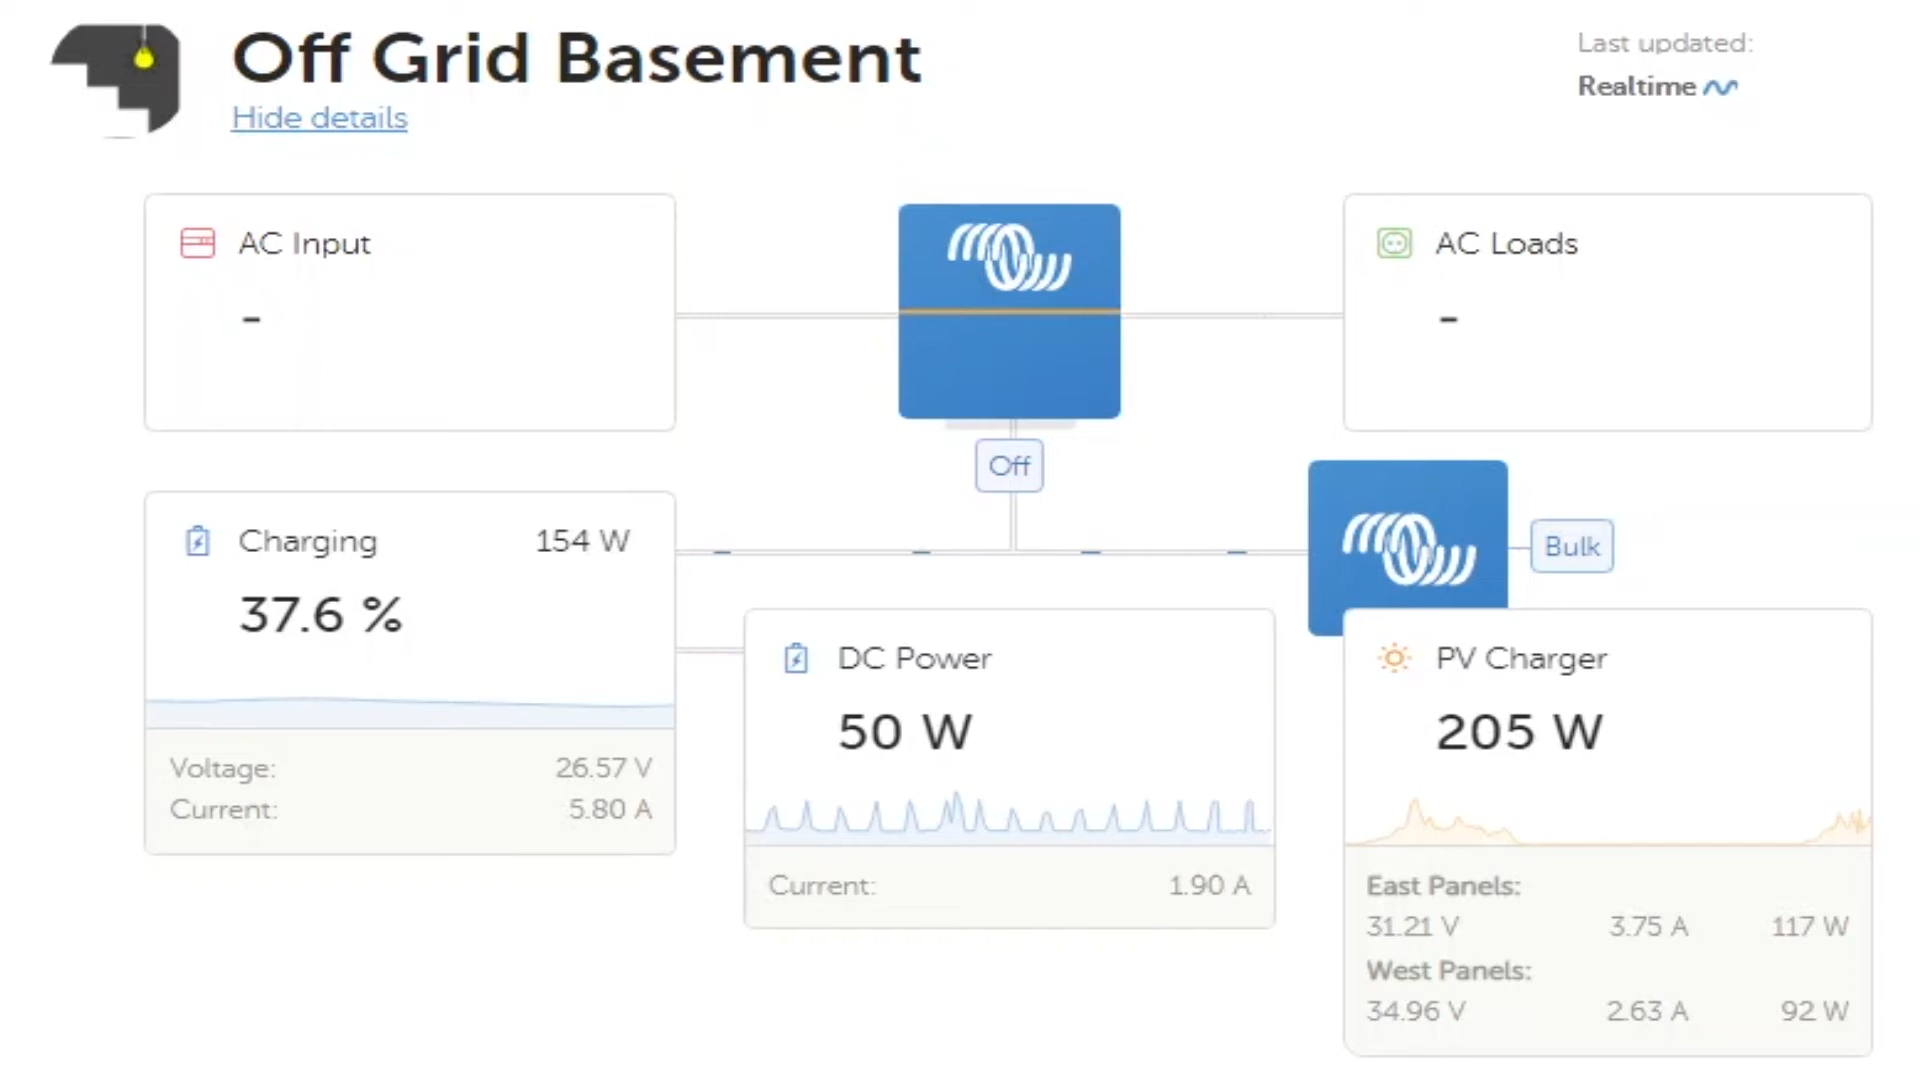 Off Grid Basement
Hide details
Last updated:
Realtime
AC Input
-
AC Loads
-
Off
Charging 154 W
37.6 %
Voltage: 26.57 V
Current: 5.80 A
Bulk
DC Power
50 W
Current: 1.90 A
PV Charger
205 W
East Panels:
31.21 V 3.75 A 117 W
West Panels:
34.96 V 2.63 A 92 W